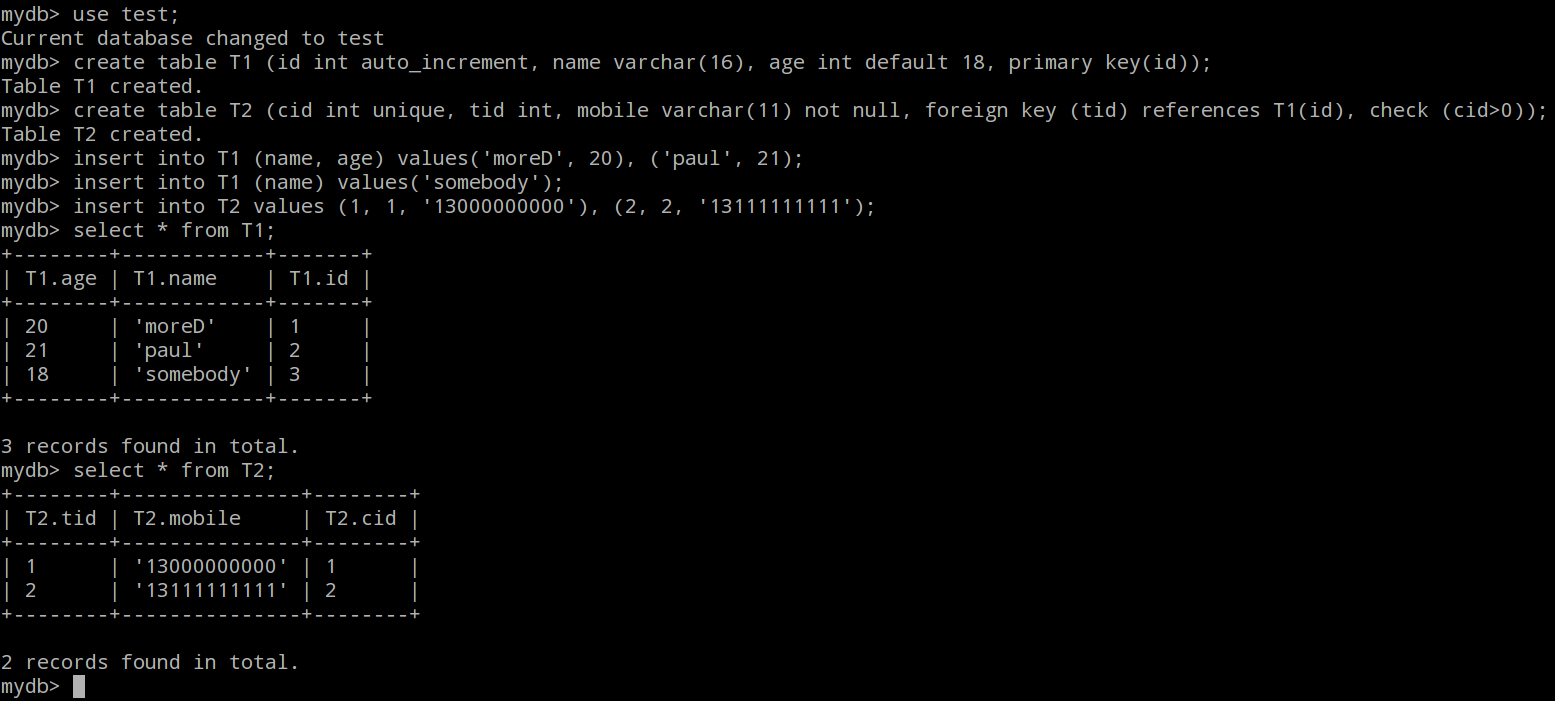 mydb> use test;
Current database changed to test
mydb> create table T1 (id int auto_increment, name varchar(16), age int default 18, primary key(id));
Table T1 created.
mydb> create table T2 (cid int unique, tid int, mobile varchar(11) not null, foreign key (tid) references T1(id), check (cid>0));
Table T2 created.
mydb> insert into T1 (name, age) values('moreD', 20), ('paul', 21);
mydb> insert into T1 (name) values('somebody');
mydb> insert into T2 values (1, 1, '13000000000'), (2, 2, '13111111111');
mydb> select * from T1;
+--------+------------+-------+
| T1.age | T1.name    | T1.id |
+--------+------------+-------+
| 20     | 'moreD'    | 1     |
| 21     | 'paul'     | 2     |
| 18     | 'somebody' | 3     |
+--------+------------+-------+

3 records found in total.
mydb> select * from T2;
+--------+---------------+--------+
| T2.tid | T2.mobile     | T2.cid |
+--------+---------------+--------+
| 1      | '13000000000' | 1      |
| 2      | '13111111111' | 2      |
+--------+---------------+--------+

2 records found in total.
mydb>